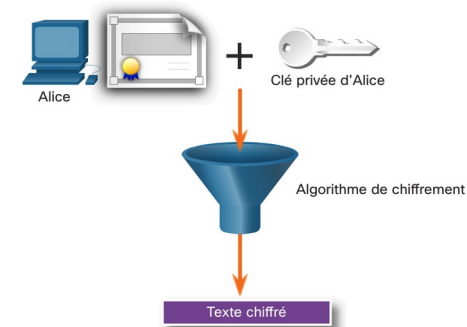 Alice
Clé privée d'Alice
Algorithme de chiffrement
Texte chiffré